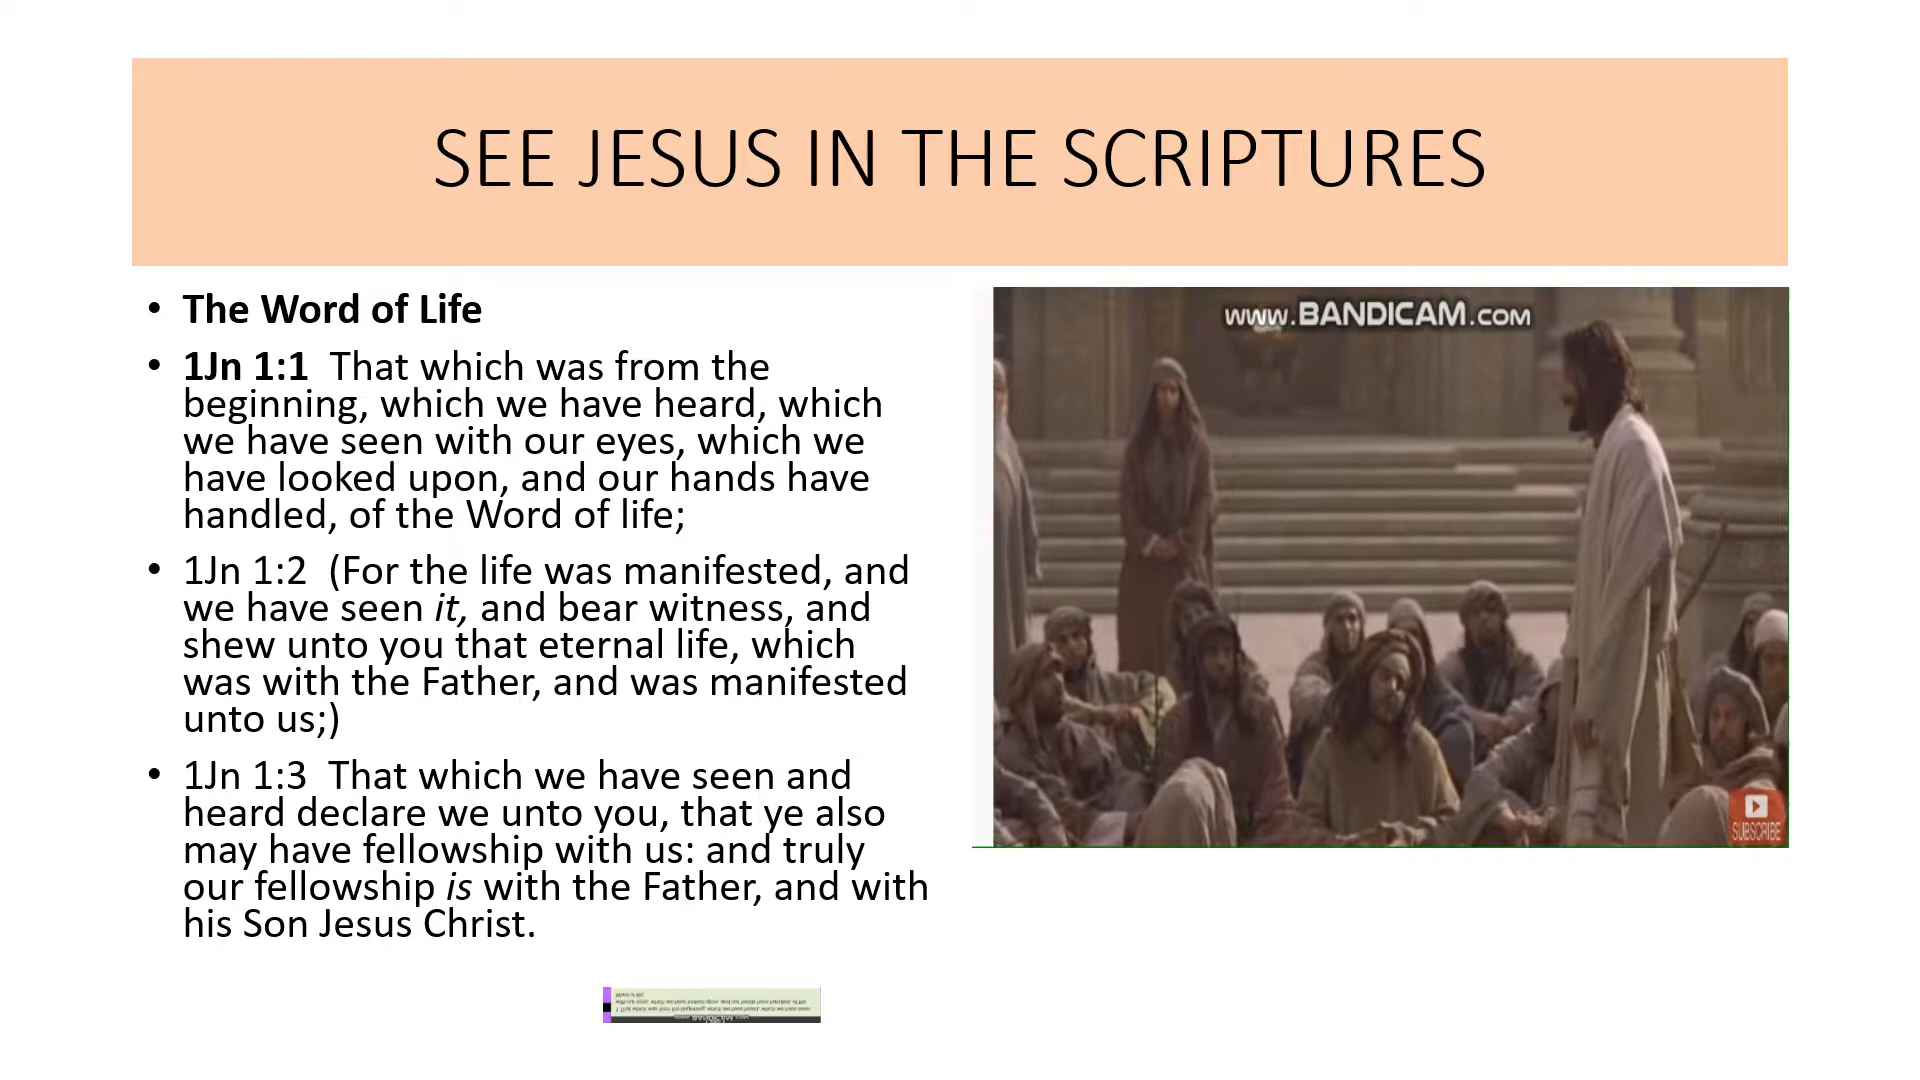 SEE JESUS IN THE SCRIPTURES
• The Word of Life
• 1Jn 1:1 That which was from the
beginning, which we have heard, which
we have seen with our eyes, which we
have looked upon, and our hands have
handled, of the Word of life;
• 1Jn 1:2 (For the life was manifested, and
we have seen it, and bear witness, and
shew unto you that eternal life, which
was with the Father, and was manifested
unto us;)
• 1Jn 1:3 That which we have seen and
heard declare we unto you, that ye also
may have fellowship with us: and truly
our fellowship is with the Father, and with
his Son Jesus Christ.
www.BANDICAM.com
SUBSCRIBE